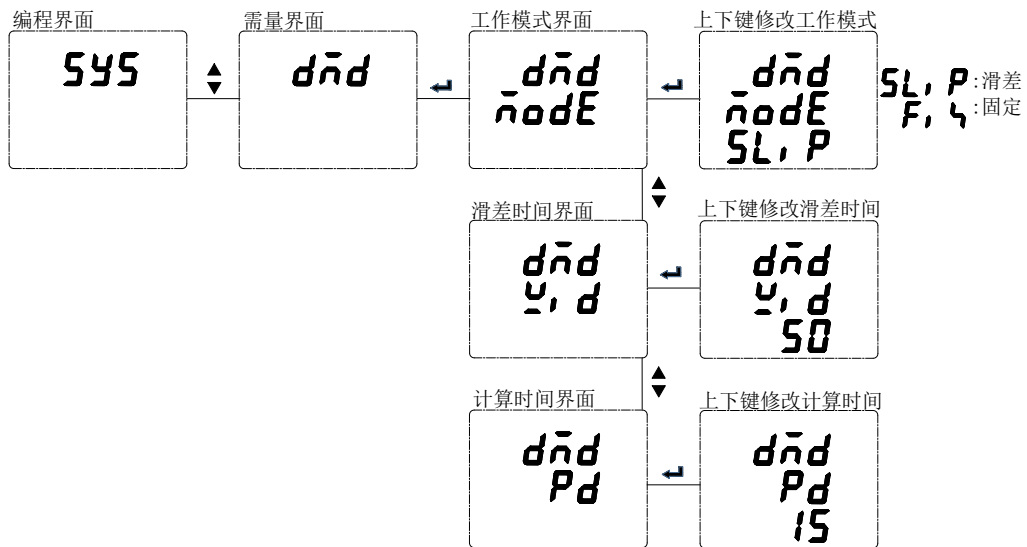 编程界面
SYS
需量界面
dnd
工作模式界面
dnd
nodE
上下键修改工作模式
dnd
nodE
SLiP
SLiP:滑差
Fi :固定
滑差时间界面
dnd
上下键修改滑差时间
dnd
50
计算时间界面
dnd
Pd
上下键修改计算时间
dnd
Pd
15